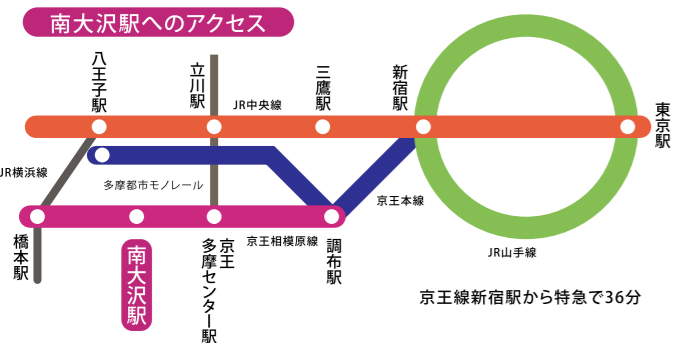 南大沢駅へのアクセス
八王子駅
立川駅
三鷹駅
新宿駅
東京駅
JR中央線
JR横浜線
多摩都市モノレール
京王本線
京王相模原線
橋本駅
南大沢駅
京王
多摩センター駅
調布駅
JR山手線
京王線新宿駅から特急で36分